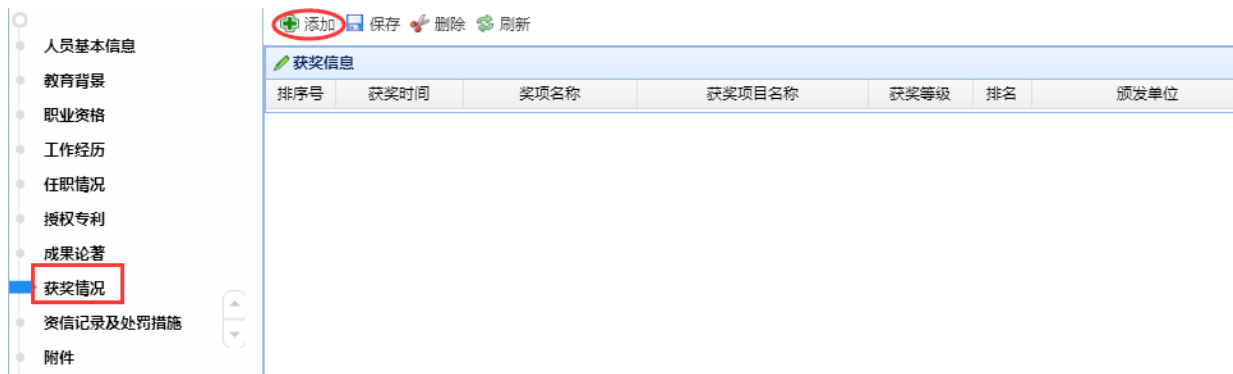 添加 保存 删除 刷新
人员基本信息
获奖信息
教育背景
排序号 获奖时间 奖项名称 获奖项目名称 获奖等级 排名 颁发单位
职业资格
工作经历
任职情况
授权专利
成果论著
获奖情况
资信记录及处罚措施
附件